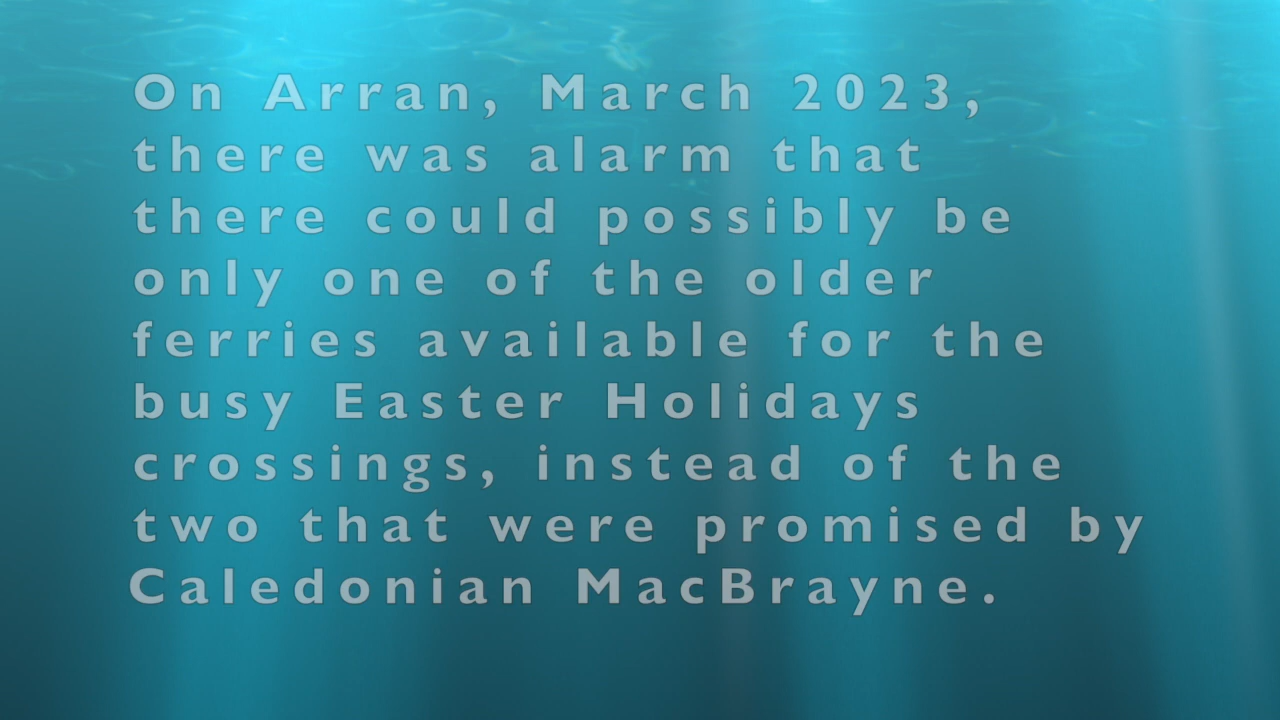 On Arran, March 2023,
there was alarm that
there could possibly be
only one of the older
ferries available for the
busy Easter Holidays
crossings, instead of the
two that were promised by
Caledonian MacBrayne.